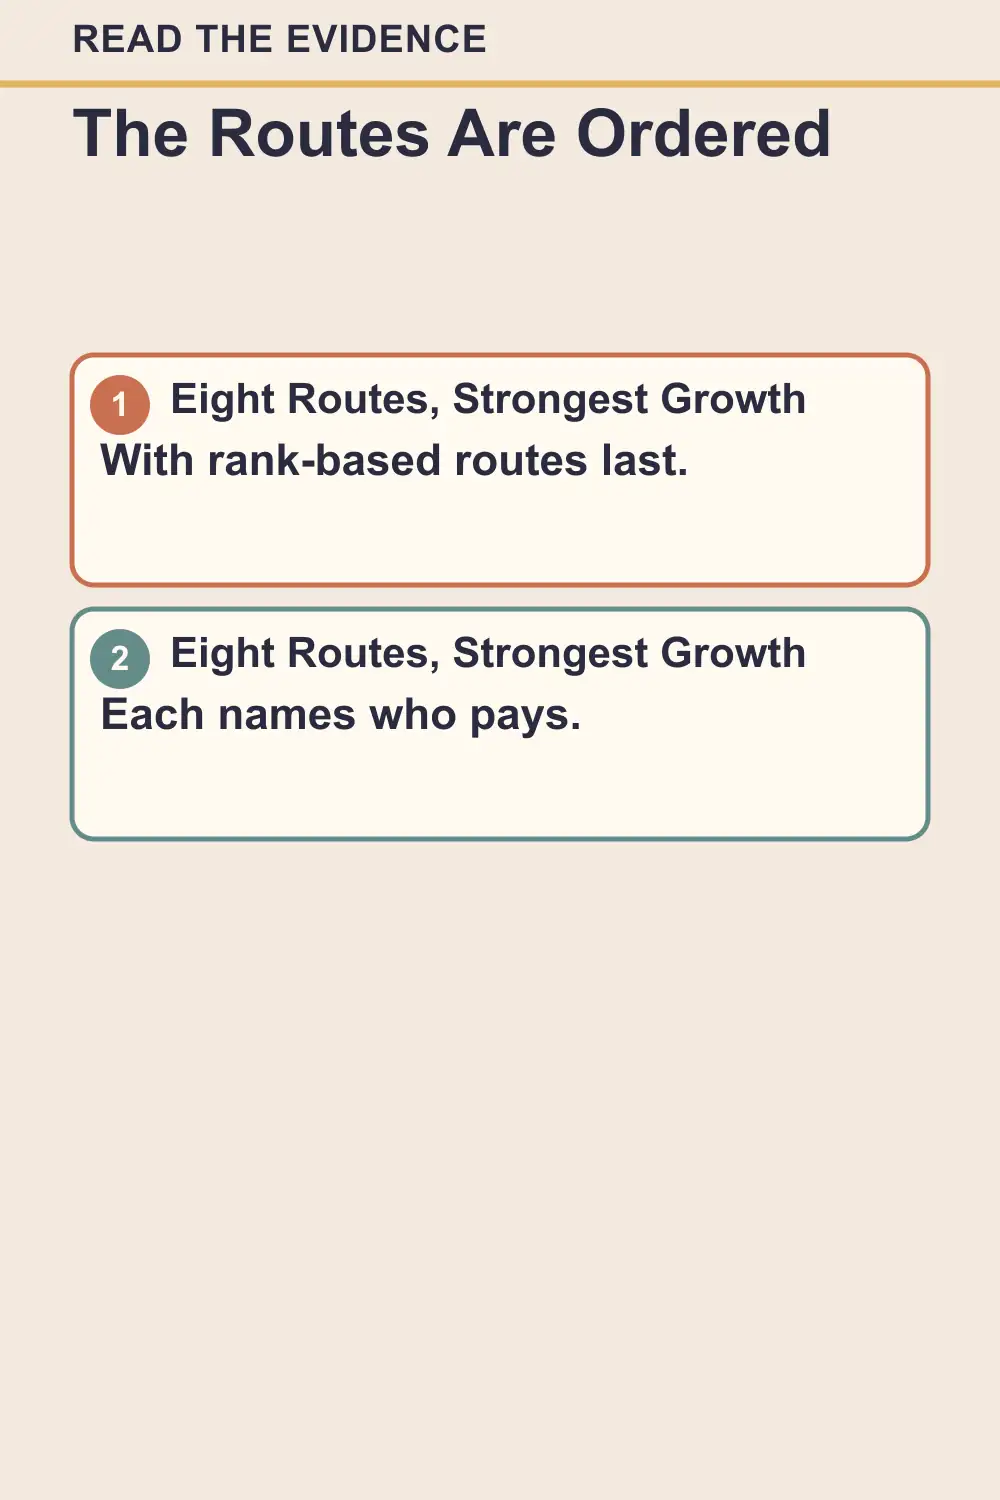 READ THE EVIDENCE
The Routes Are Ordered
1 Eight Routes, Strongest Growth
With rank-based routes last.
2 Eight Routes, Strongest Growth
Each names who pays.